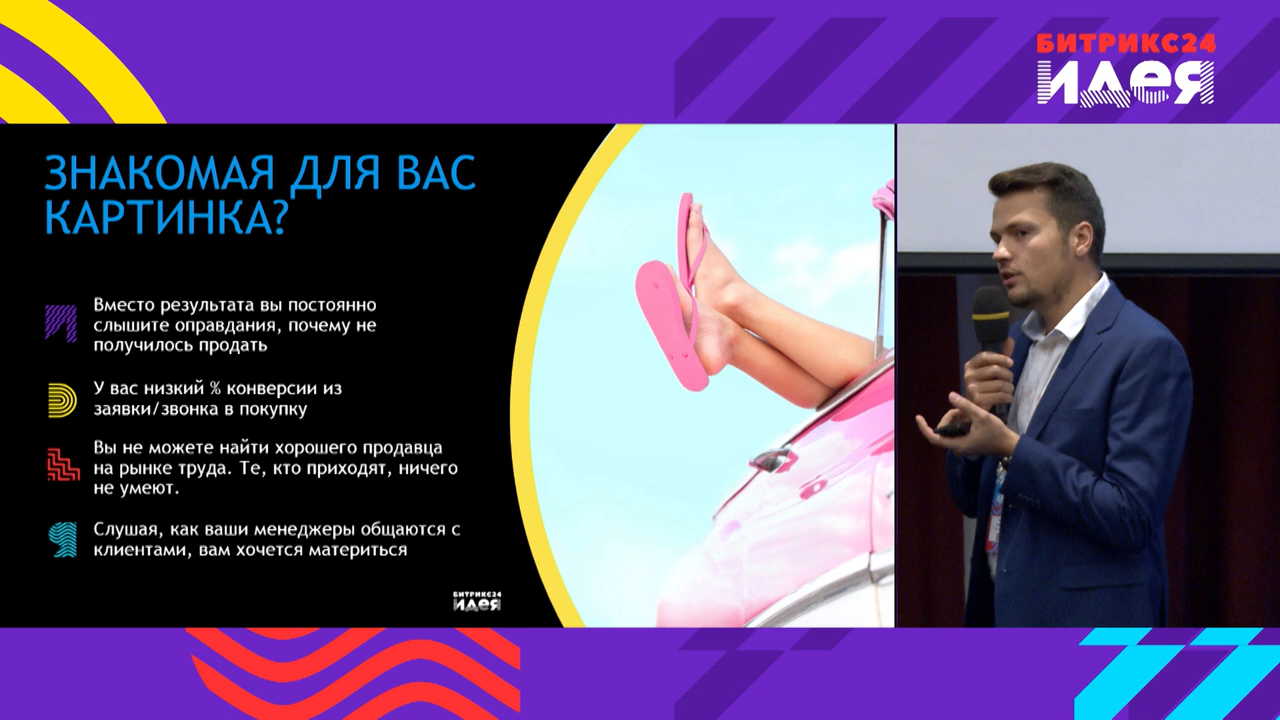 БИТРИКС24
идея
ЗНАКОМАЯ ДЛЯ ВАС
КАРТИНКА?
Вместо результата вы постоянно
слышите оправдания, почему не
получилось продать
У вас низкий % конверсии из
заявки/звонка в покупку
Вы не можете найти хорошего продавца
на рынке труда. Те, кто приходят, ничего
не умеют.
Слушая, как ваши менеджеры общаются с
клиентами, вам хочется материться
БИТРИКС24
идея